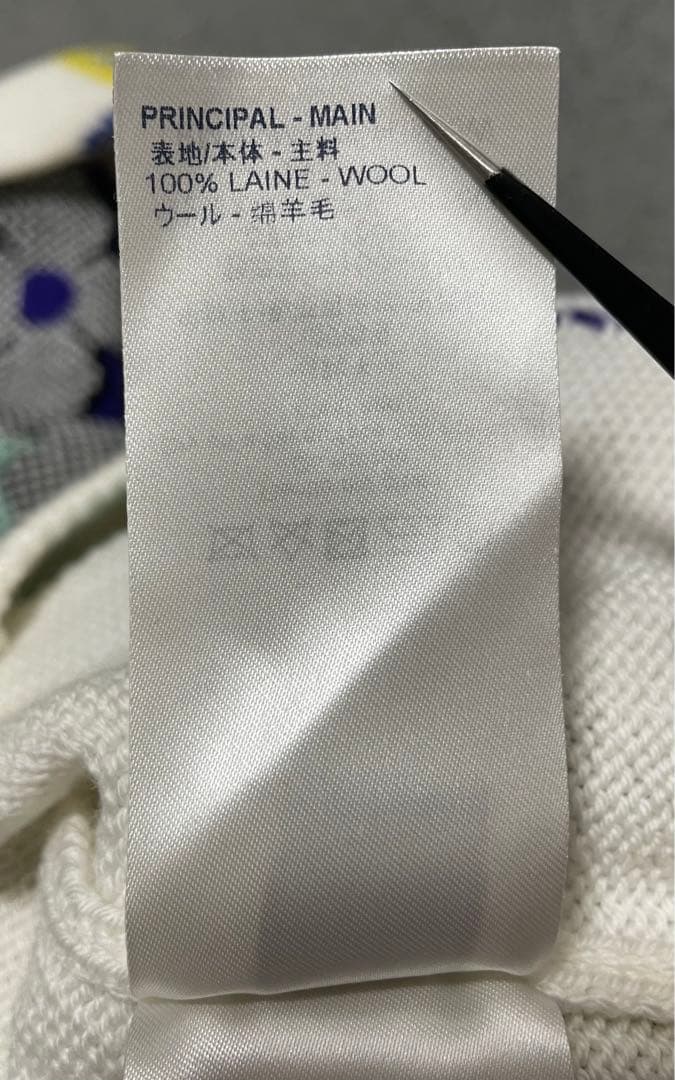 PRINCIPAL - MAIN
表地/本体 - 主料
100% LAINE - WOOL
ウール - 绵羊毛